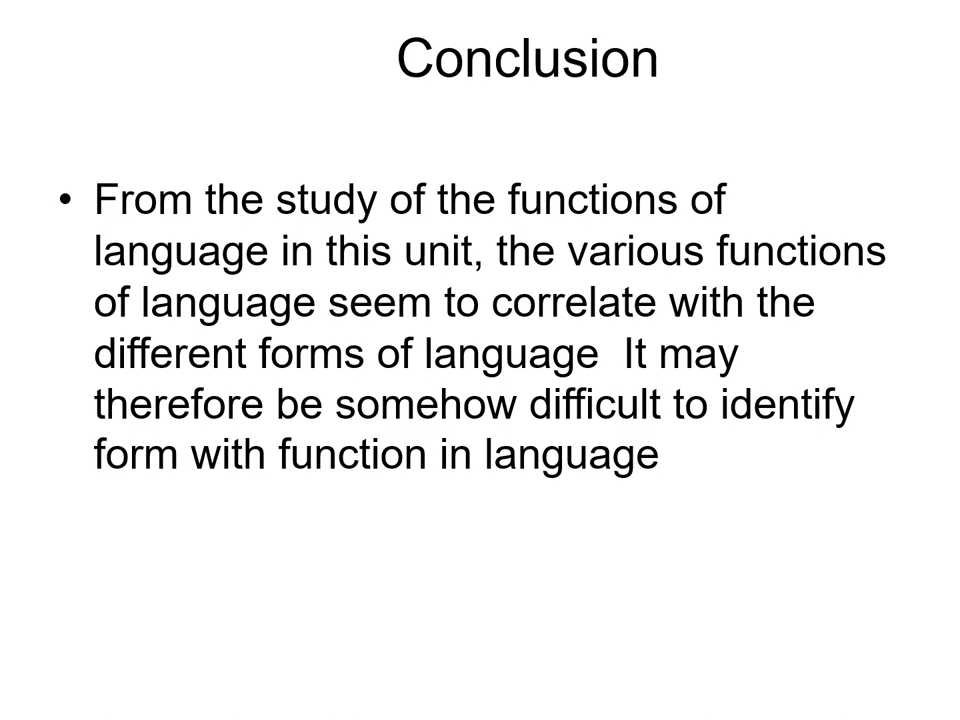 Conclusion
• From the study of the functions of
language in this unit, the various functions
of language seem to correlate with the
different forms of language  It may
therefore be somehow difficult to identify
form with function in language